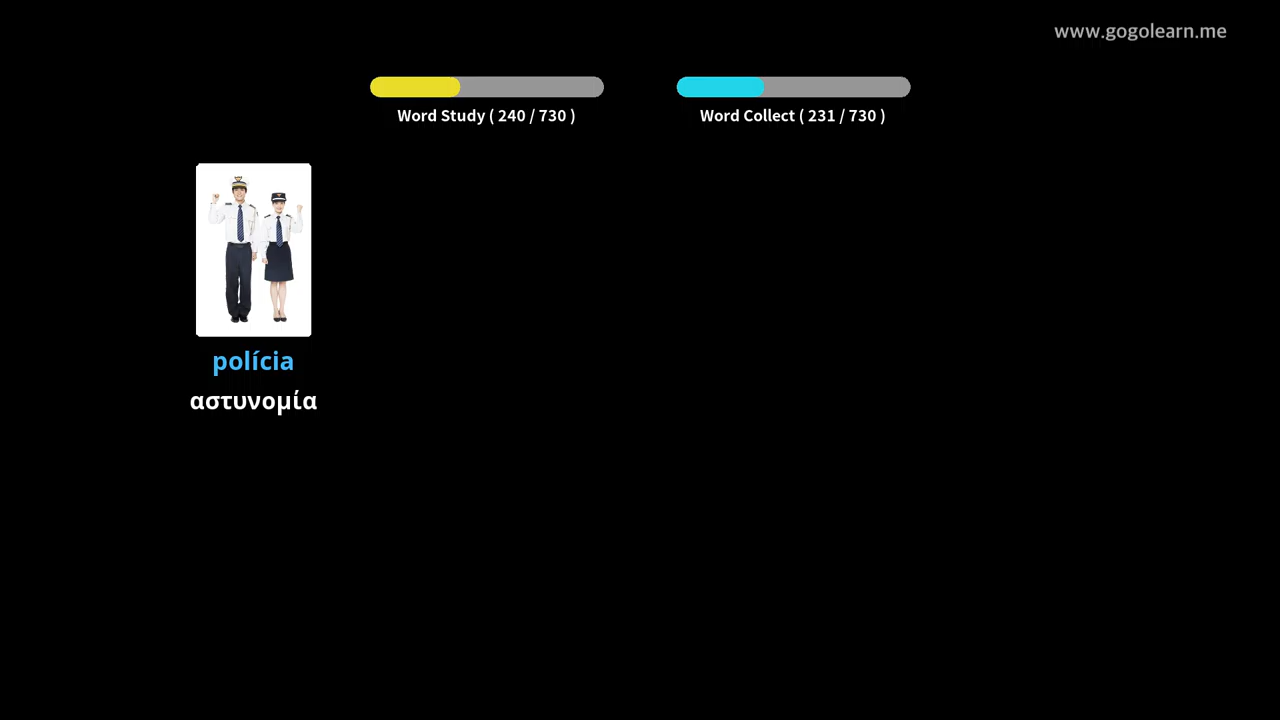 www.gogolearn.me
Word Study ( 240 / 730 )
Word Collect ( 231 / 730 )
polícia
αστυνομία